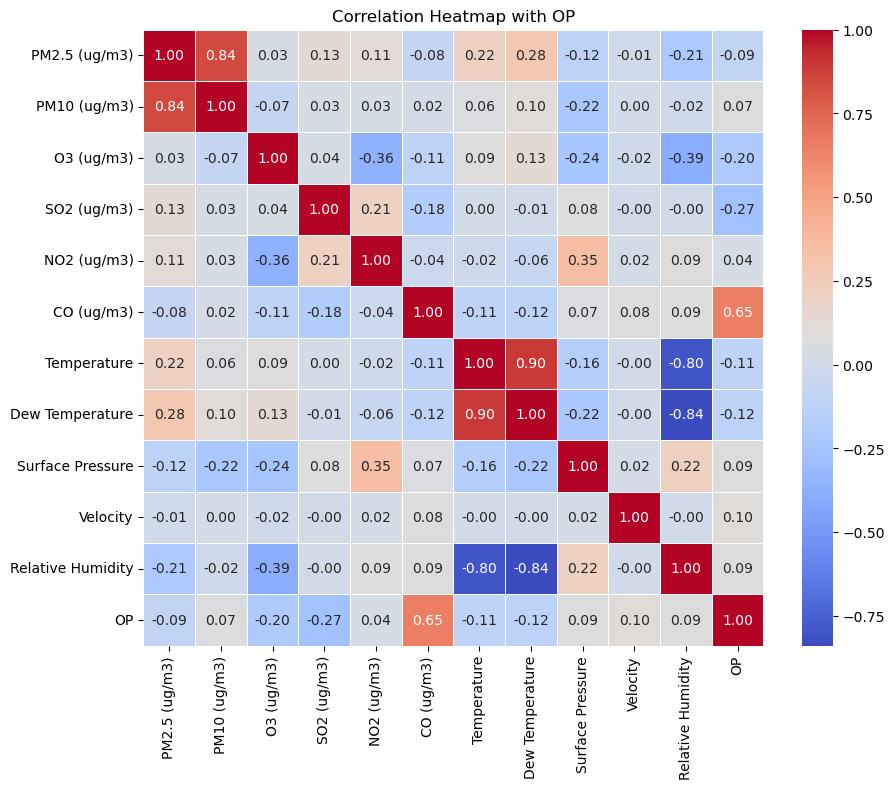 Correlation Heatmap with OP
PM2.5 (ug/m3) 1.00 0.84 0.03 0.13 0.11 -0.08 0.22 0.28 -0.12 -0.01 -0.21 -0.09
PM10 (ug/m3) 0.84 1.00 -0.07 0.03 0.03 0.02 0.06 0.10 -0.22 0.00 -0.02 0.07
O3 (ug/m3) 0.03 -0.07 1.00 0.04 -0.36 -0.11 0.09 0.13 -0.24 -0.02 -0.39 -0.20
SO2 (ug/m3) 0.13 0.03 0.04 1.00 0.21 -0.18 0.00 -0.01 0.08 -0.00 -0.00 -0.27
NO2 (ug/m3) 0.11 0.03 -0.36 0.21 1.00 -0.04 -0.02 -0.06 0.35 0.02 0.09 0.04
CO (ug/m3) -0.08 0.02 -0.11 -0.18 -0.04 1.00 -0.11 -0.12 0.07 0.08 0.09 0.65
Temperature 0.22 0.06 0.09 0.00 -0.02 -0.11 1.00 0.90 -0.16 -0.00 -0.80 -0.11
Dew Temperature 0.28 0.10 0.13 -0.01 -0.06 -0.12 0.90 1.00 -0.22 -0.00 -0.84 -0.12
Surface Pressure -0.12 -0.22 -0.24 0.08 0.35 0.07 -0.16 -0.22 1.00 0.02 0.22 0.09
Velocity -0.01 0.00 -0.02 -0.00 0.02 0.08 -0.00 -0.00 0.02 1.00 -0.00 0.10
Relative Humidity -0.21 -0.02 -0.39 -0.00 0.09 0.09 -0.80 -0.84 0.22 -0.00 1.00 0.09
OP -0.09 0.07 -0.20 -0.27 0.04 0.65 -0.11 -0.12 0.09 0.10 0.09 1.00
PM2.5 (ug/m3)
PM10 (ug/m3)
O3 (ug/m3)
SO2 (ug/m3)
NO2 (ug/m3)
CO (ug/m3)
Temperature
Dew Temperature
Surface Pressure
Velocity
Relative Humidity
OP
1.00
0.75
0.50
0.25
0.00
−0.25
−0.50
−0.75